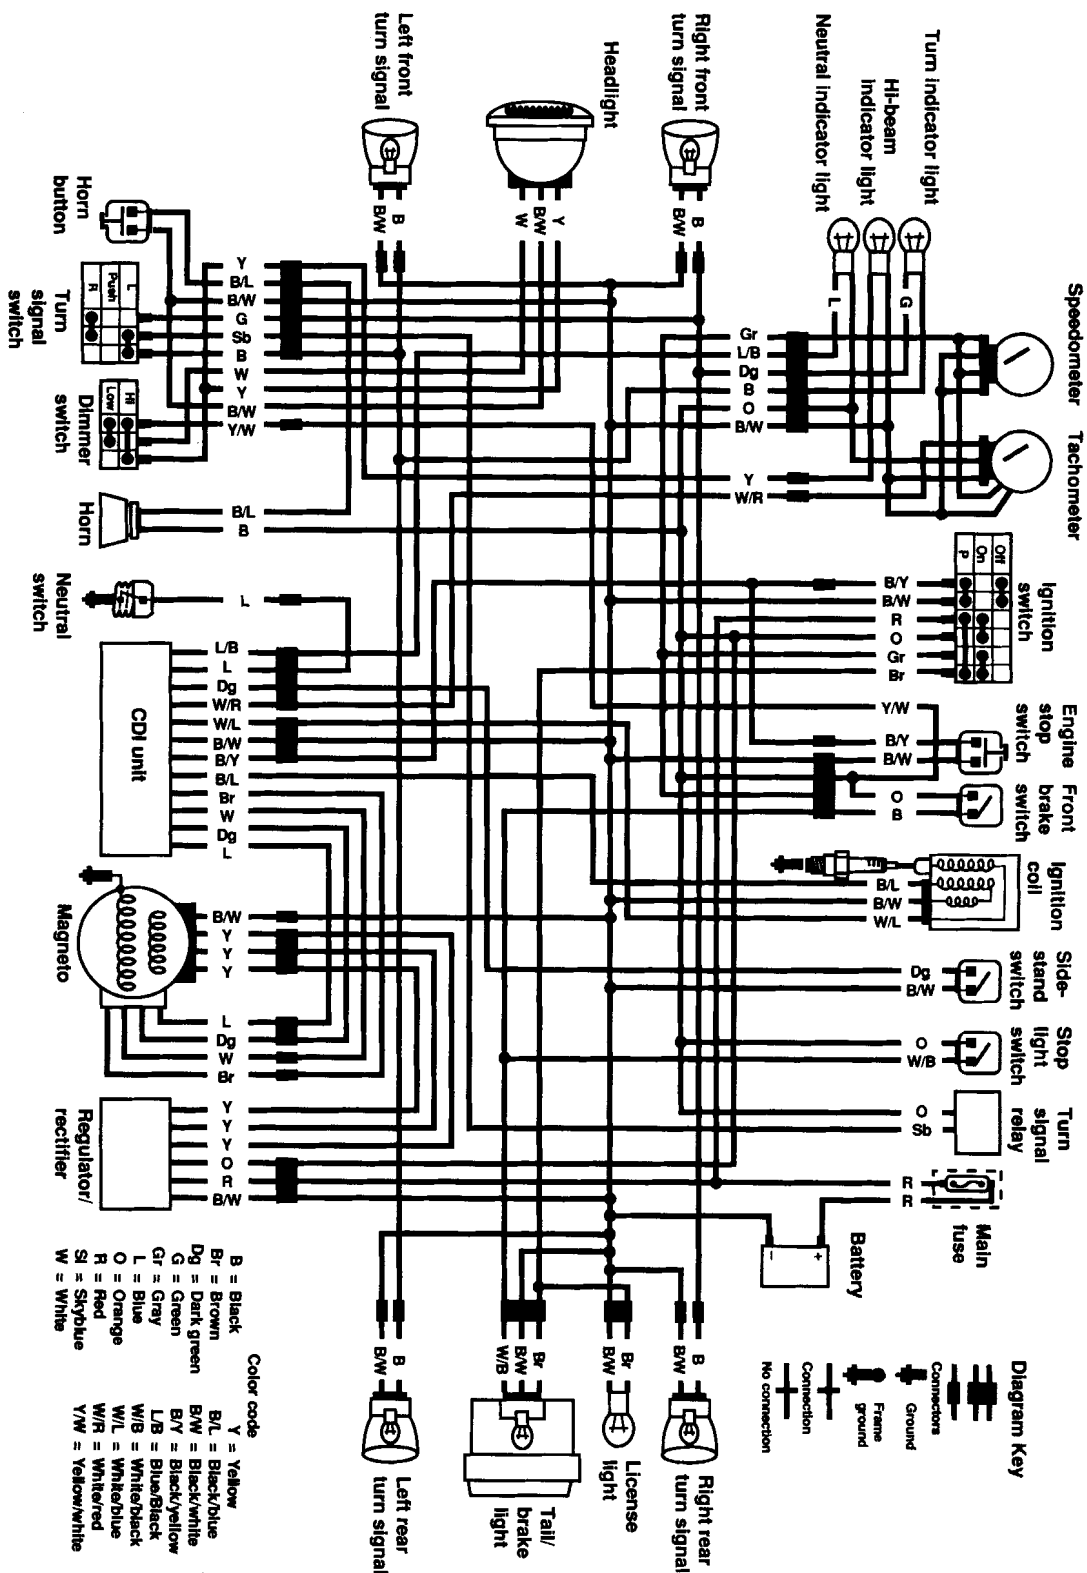 Speedometer
Tachometer
Ignition
switch
Engine
stop
switch
Front
brake
switch
Ignition
coil
Side-
stand
switch
Stop
light
switch
Turn
signal
relay
Main
fuse
Battery
Diagram Key
Connectors
Ground
Frame
ground
Connection
No connection
Turn indicator light
Hi-beam
indicator light
Neutral indicator light
L
G
Gr
L/B
Dg
B
O
B/W
Y
W/R
Off
On
P
B/Y
B/W
R
O
Gr
Br
Y/W
B/Y
B/W
O
B
B/L
B/W
W/L
Dg
B/W
O
W/B
O
Sb
R
R
-
+
Right front
turn signal
B
B/W
Headlight
Y
B/W
W
Left front
turn signal
B
B/W
Right rear
turn signal
B
B/W
License
light
Br
B/W
Tail/
brake
light
Br
B/W
W/B
Left rear
turn signal
B
B/W
Y
B/L
B/W
G
Sb
B
W
Y
B/W
Y/W
B/L
B
L
L/B
L
Dg
W/R
W/L
B/W
B/Y
B/L
Br
W
Dg
L
B/W
Y
Y
Y
L
Dg
W
Br
Y
Y
Y
O
R
B/W
Horn
button
L
Push
R
Turn
signal
switch
Hi
Low
Dimmer
switch
Horn
Neutral
switch
CDI unit
Magneto
Regulator/
rectifier
Color code
B = Black
Br = Brown
Dg = Dark green
G = Green
Gr = Gray
L = Blue
O = Orange
R = Red
Sl = Skyblue
W = White
Y = Yellow
B/L = Black/blue
B/W = Black/white
B/Y = Black/yellow
L/B = Blue/Black
W/B = White/black
W/L = White/blue
W/R = White/red
Y/W = Yellow/white